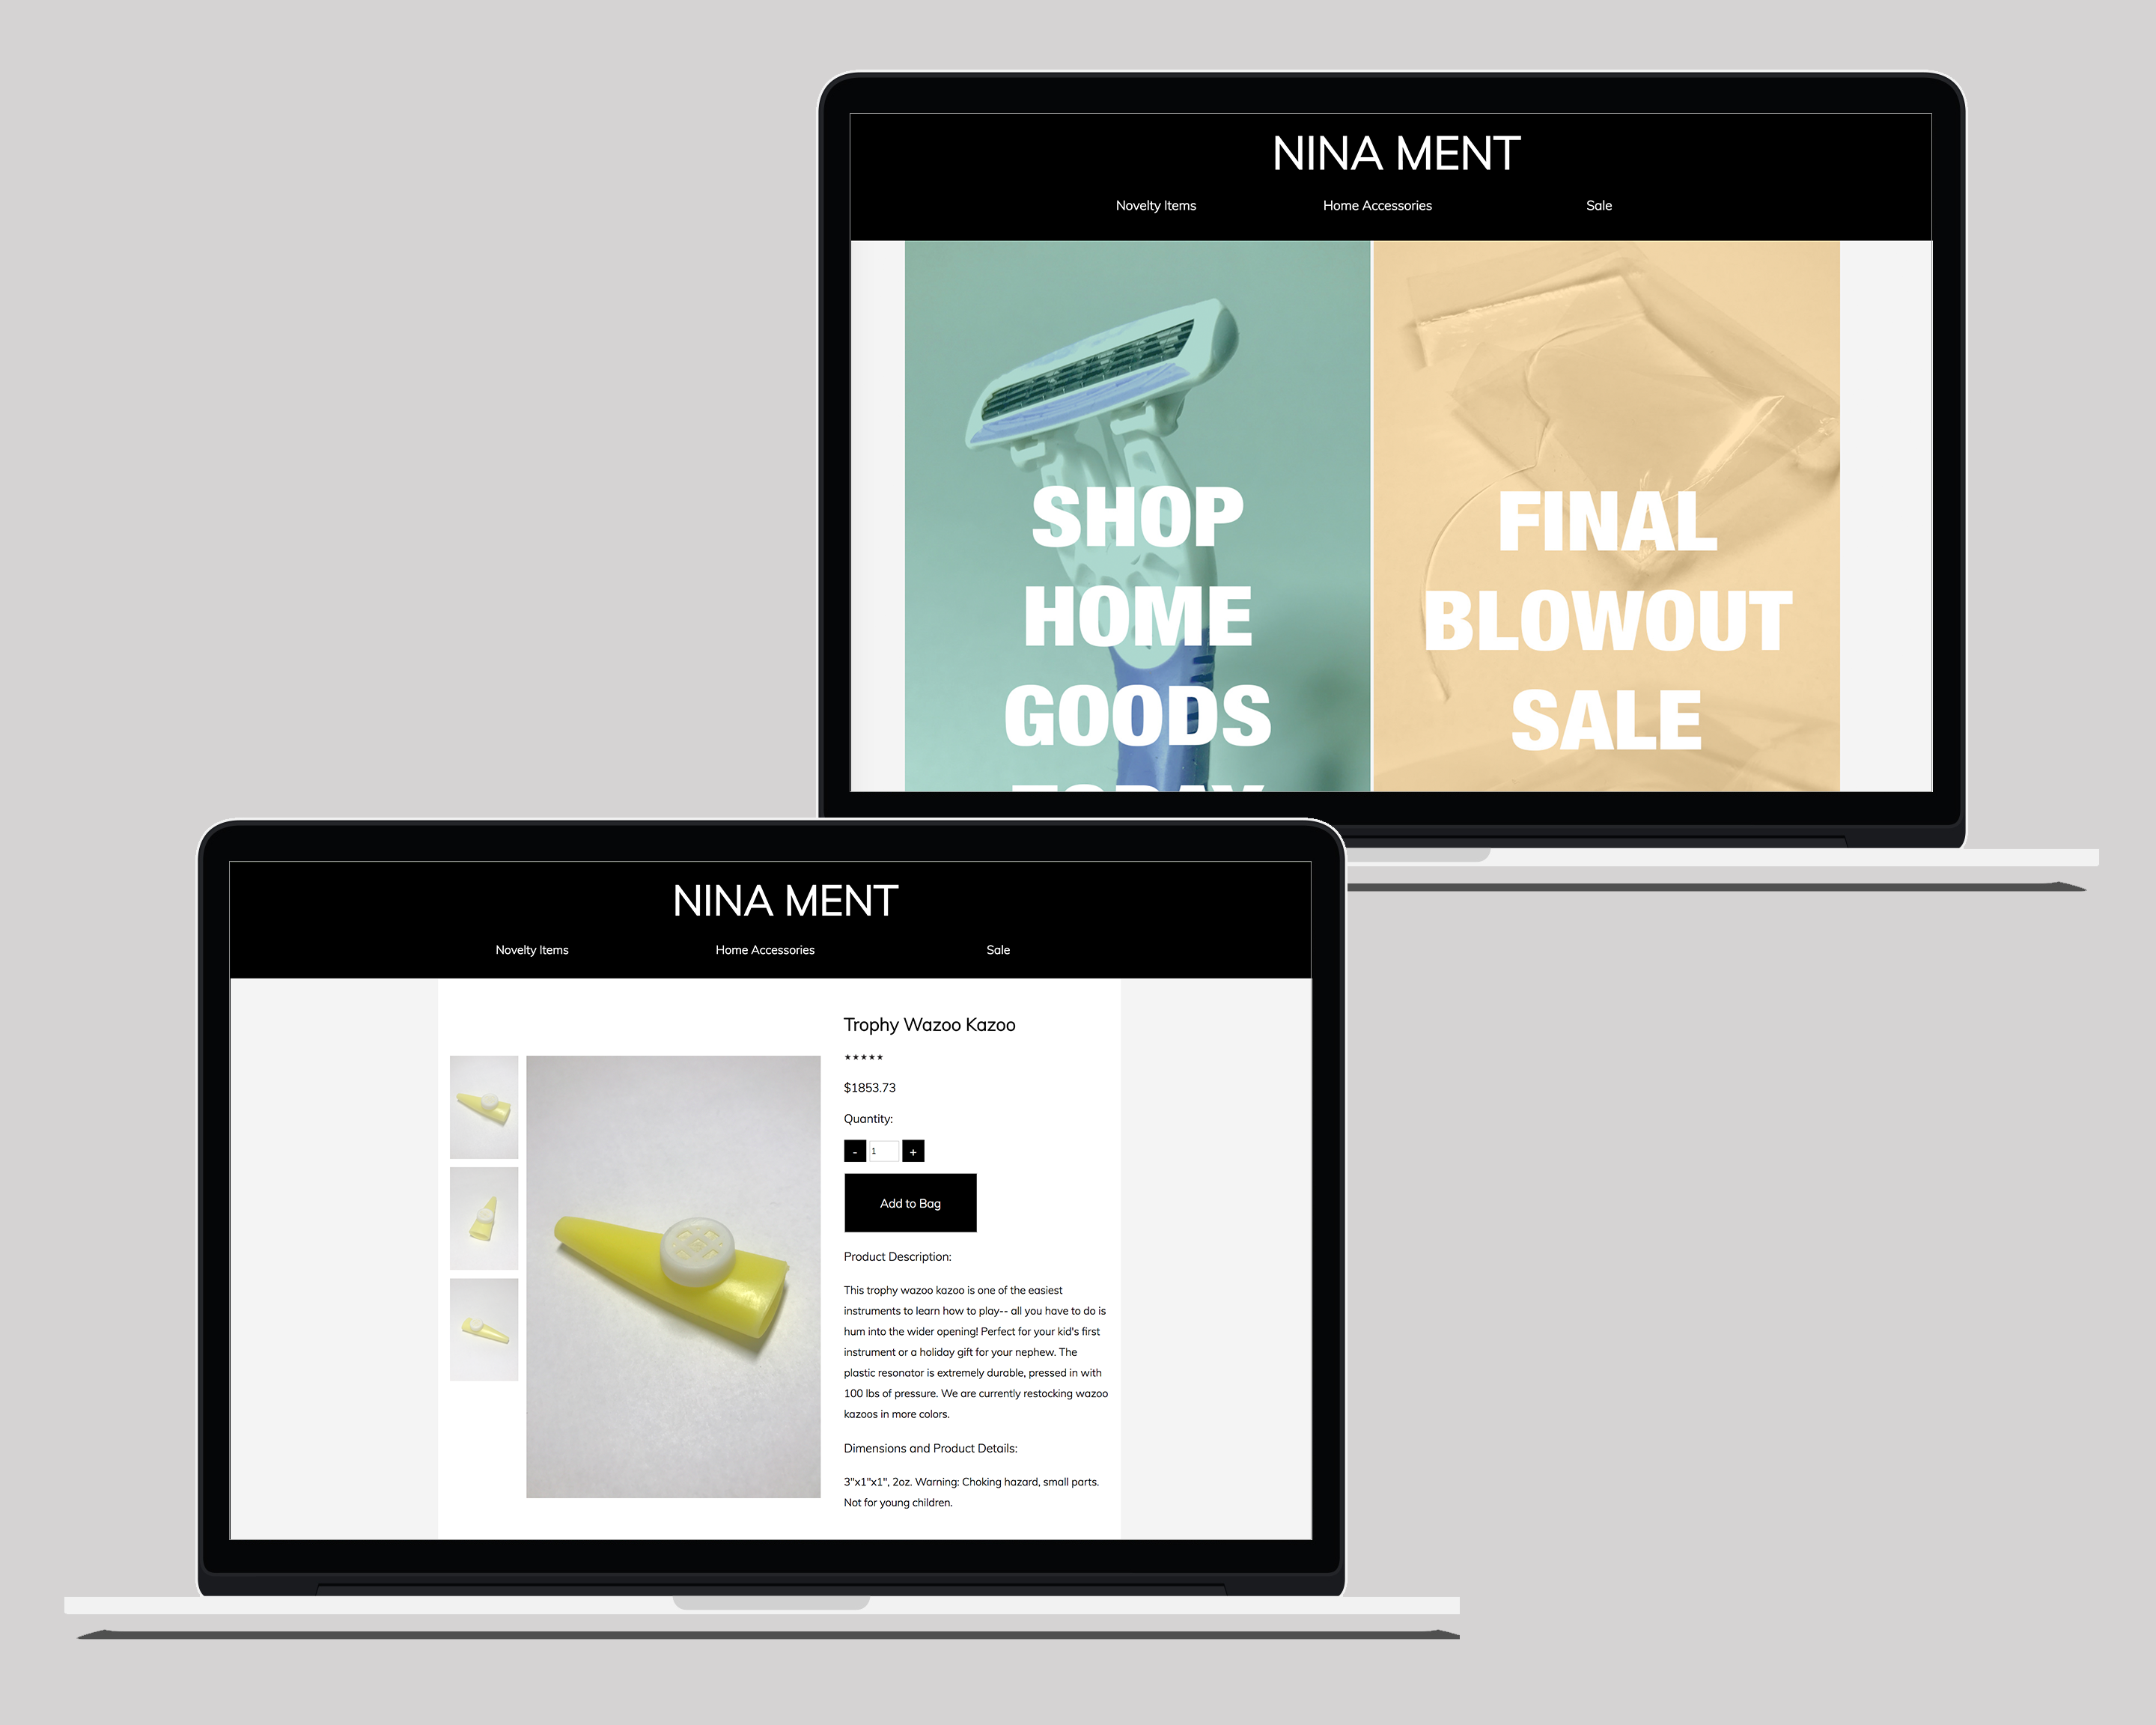 NINA MENT
Novelty Items Home Accessories Sale
SHOP
HOME
GOODS
TODAY
FINAL
BLOWOUT
SALE
NINA MENT
Novelty Items Home Accessories Sale
Trophy Wazoo Kazoo
★★★★★
$1853.73
Quantity:
- 1 +
Add to Bag
Product Description:
This trophy wazoo kazoo is one of the easiest
instruments to learn how to play-- all you have to do is
hum into the wider opening! Perfect for your kid's first
instrument or a holiday gift for your nephew. The
plastic resonator is extremely durable, pressed in with
100 lbs of pressure. We are currently restocking wazoo
kazoos in more colors.
Dimensions and Product Details:
3"x1"x1", 2oz. Warning: Choking hazard, small parts.
Not for young children.